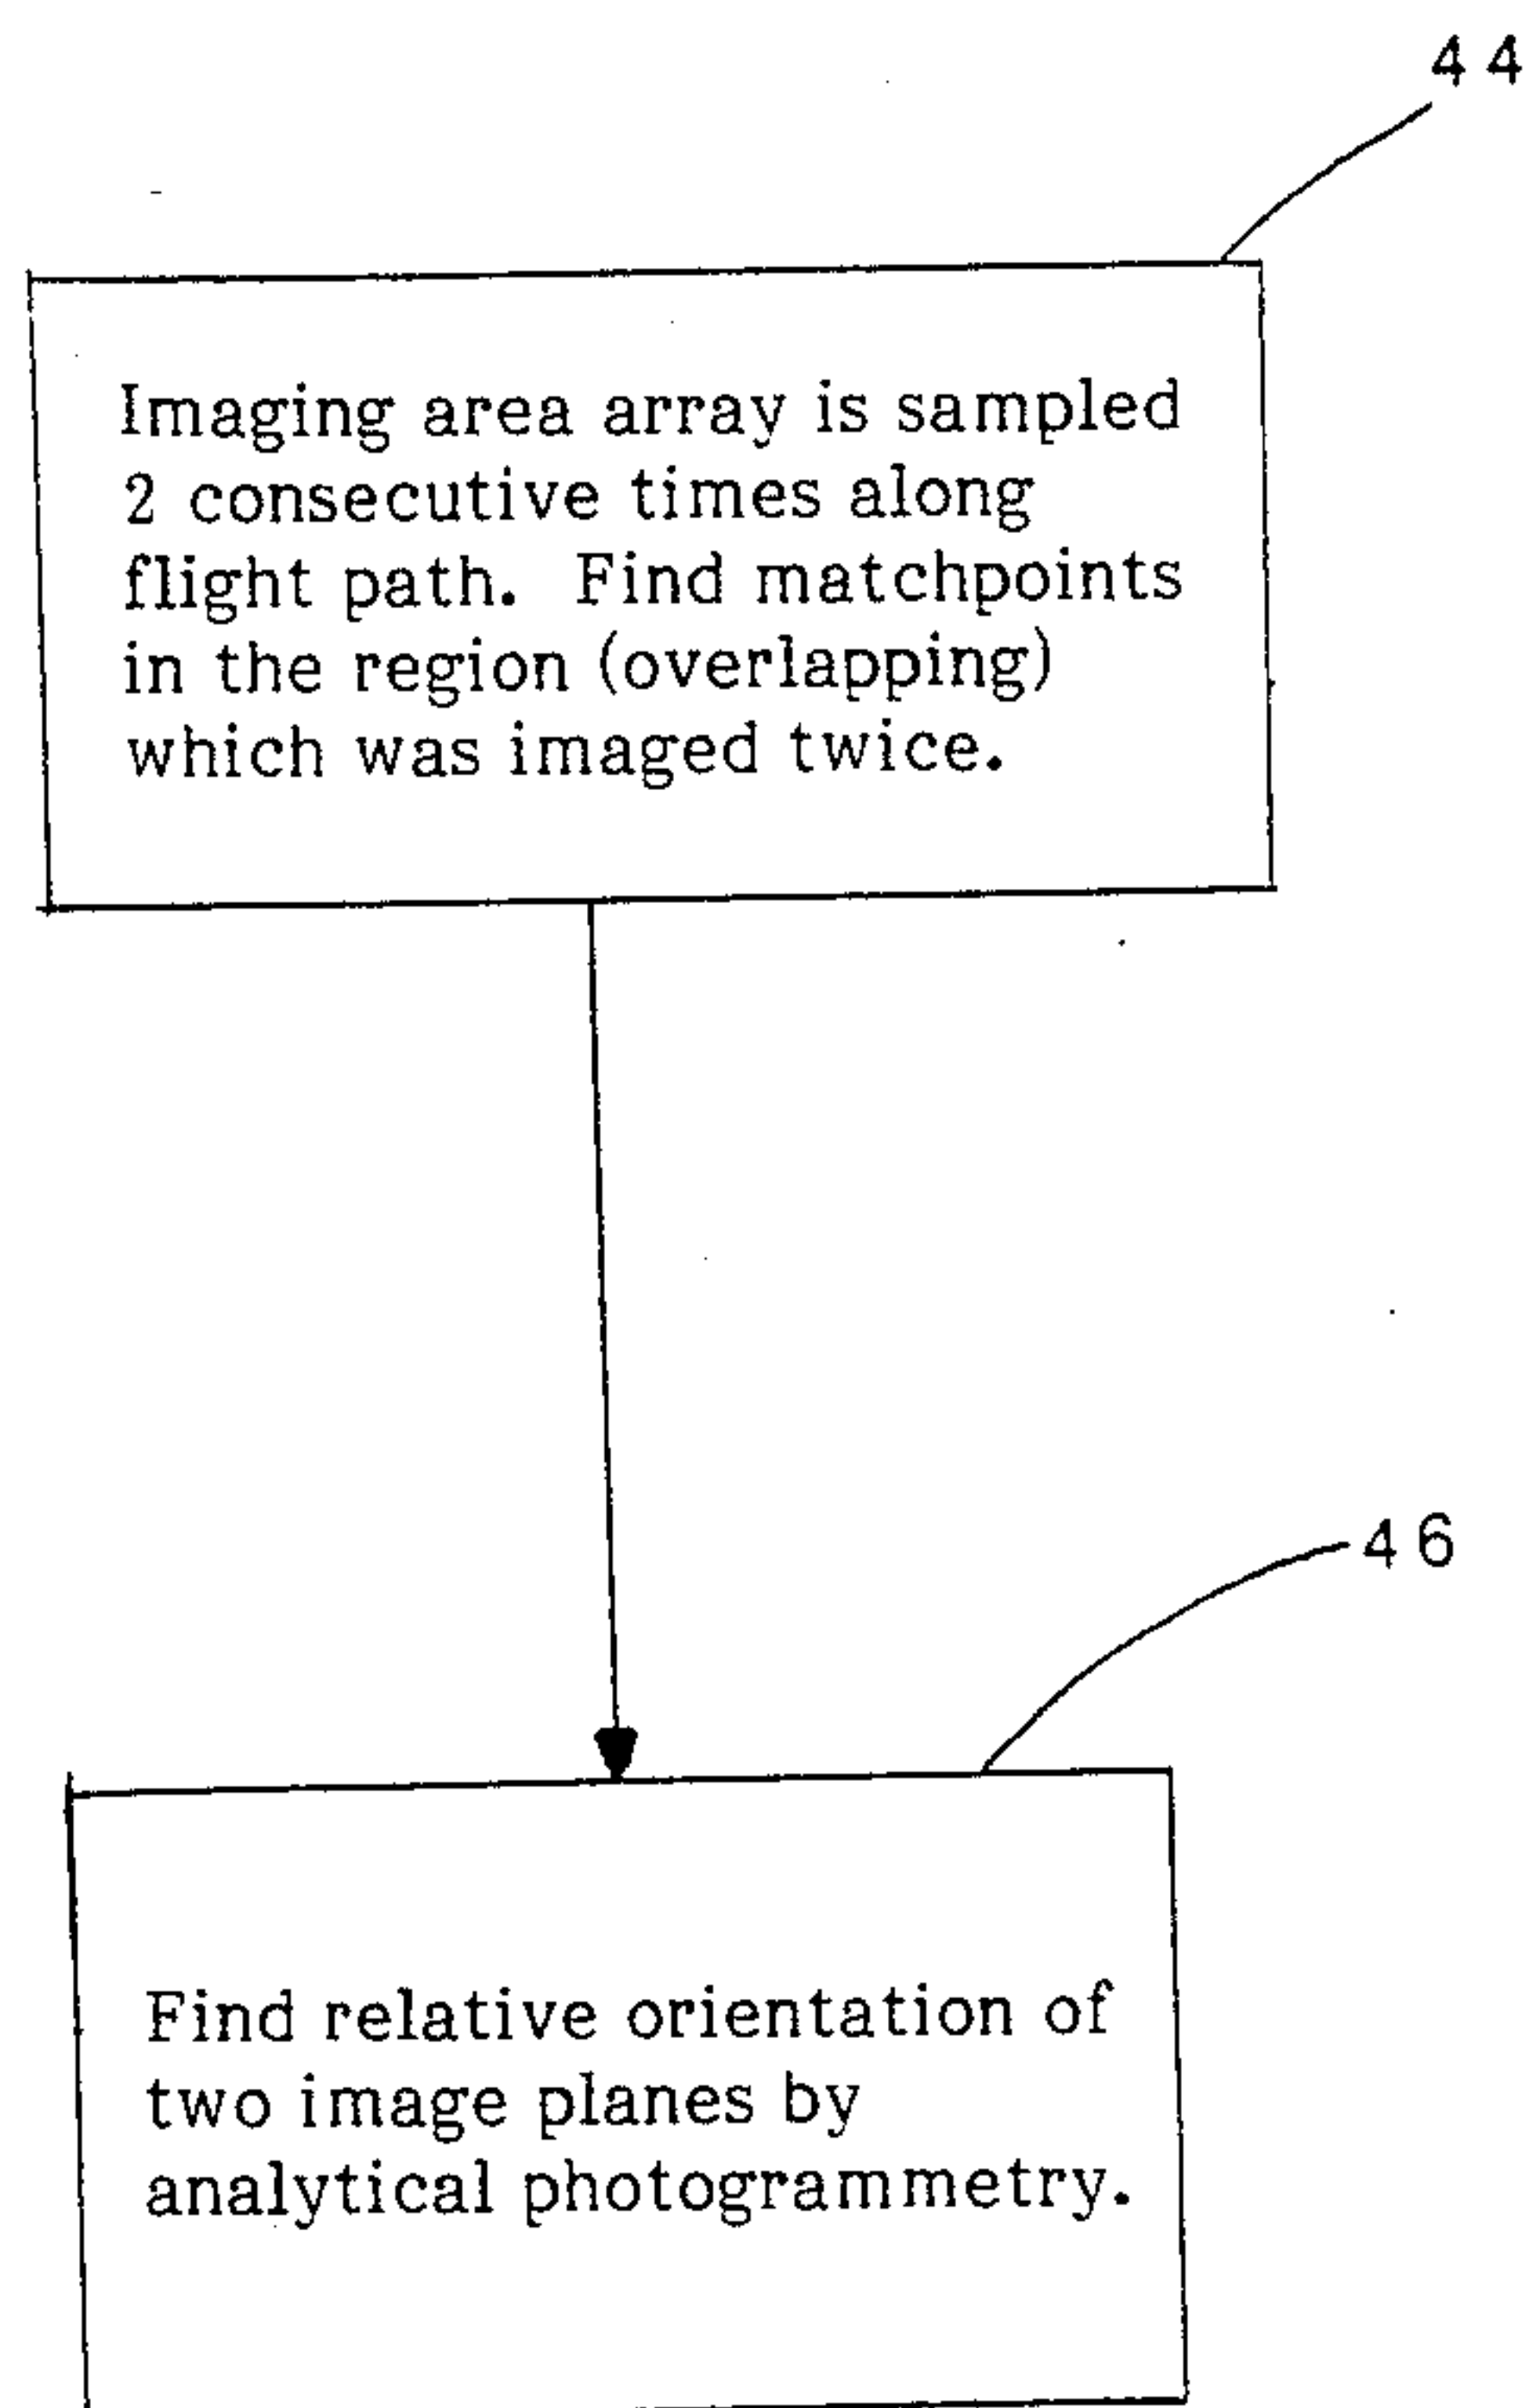 44
Imaging area array is sampled
2 consecutive times along
flight path. Find matchpoints
in the region (overlapping)
which was imaged twice.
46
Find relative orientation of
two image planes by
analytical photogrammetry.